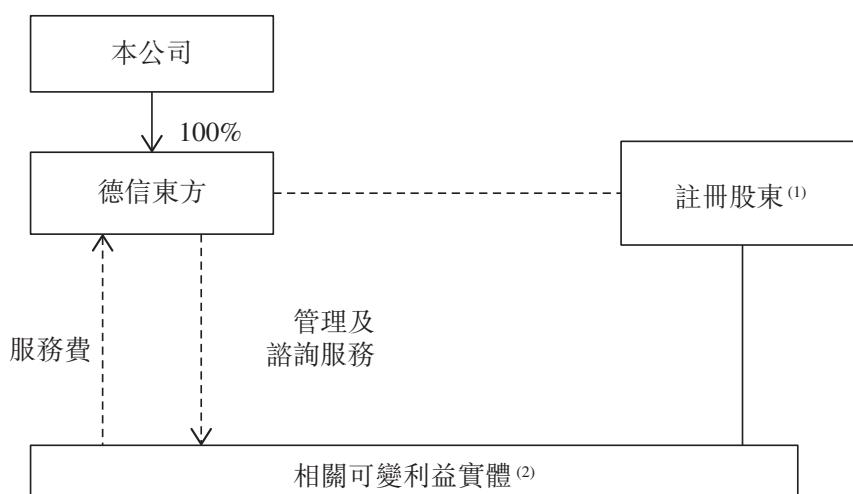 本公司
100%
德信東方
註冊股東(1)
管理及
諮詢服務
服務費
相關可變利益實體(2)